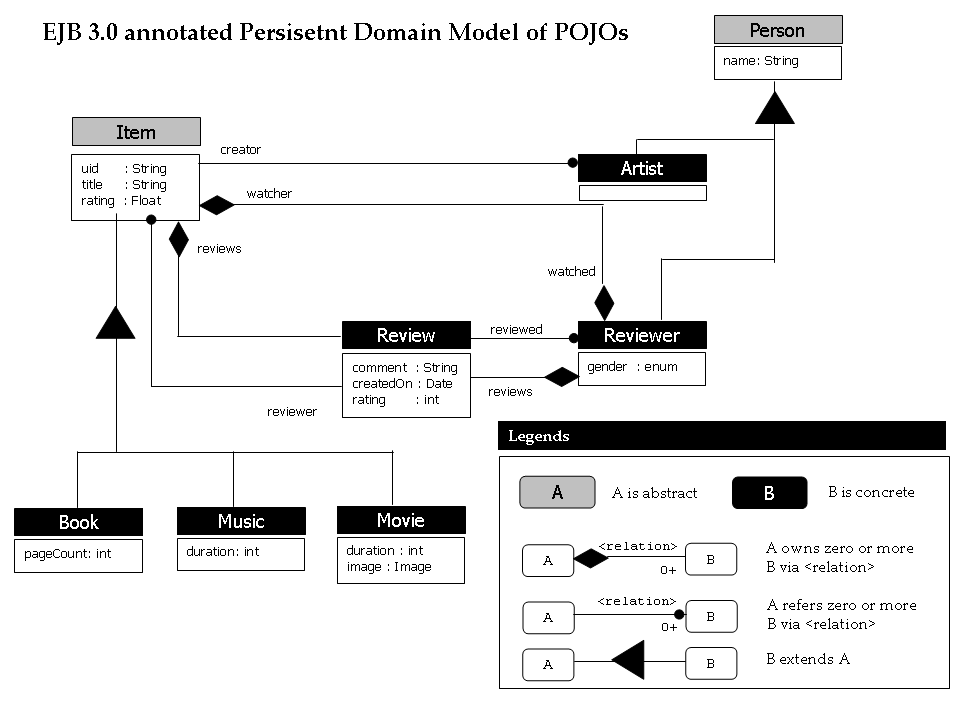 EJB 3.0 annotated Persisetnt Domain Model of POJOs
Person
name: String
Item
uid : String
title : String
rating : Float
creator
Artist
watcher
reviews
watched
Review
comment : String
createdOn : Date
rating : int
reviewed
Reviewer
gender : enum
reviews
reviewer
Book
pageCount: int
Music
duration: int
Movie
duration : int
image : Image
Legends
A
A is abstract
B
B is concrete
A
<relation>
0+
B
A owns zero or more
B via <relation>
A
<relation>
0+
B
A refers zero or more
B via <relation>
A
B
B extends A